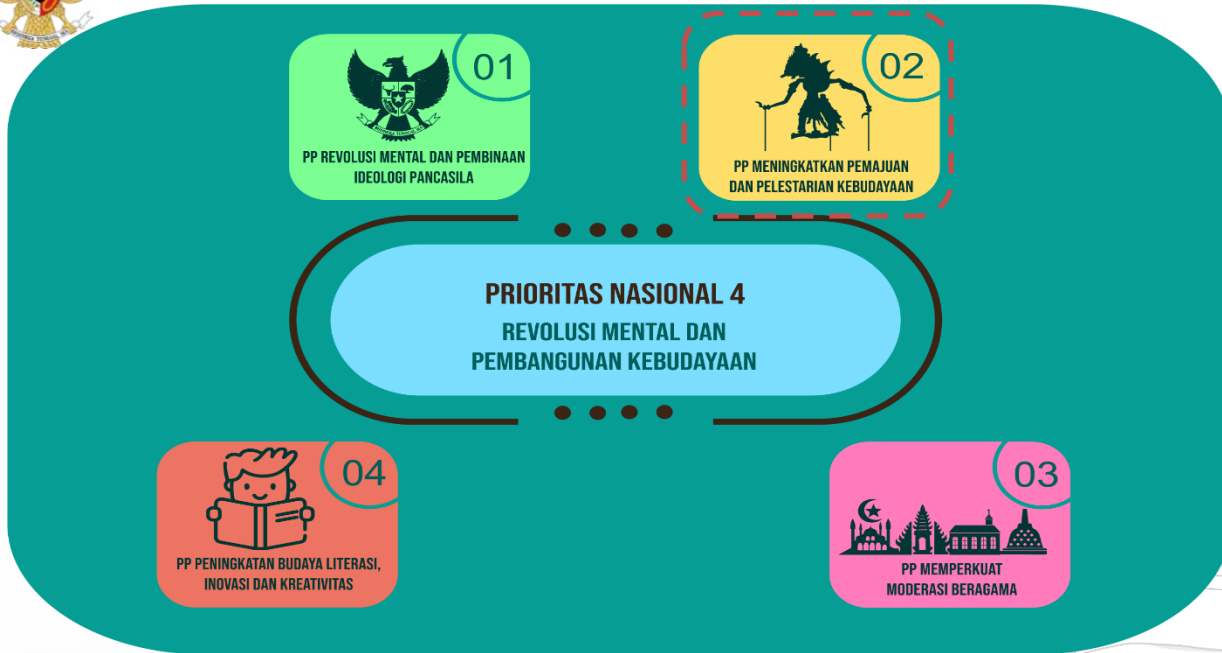 01
PP REVOLUSI MENTAL DAN PEMBINAAN
IDEOLOGI PANCASILA
02
PP MENINGKATKAN PEMAJUAN
DAN PELESTARIAN KEBUDAYAAN
PRIORITAS NASIONAL 4
REVOLUSI MENTAL DAN
PEMBANGUNAN KEBUDAYAAN
04
PP PENINGKATAN BUDAYA LITERASI,
INOVASI DAN KREATIVITAS
03
PP MEMPERKUAT
MODERASI BERAGAMA